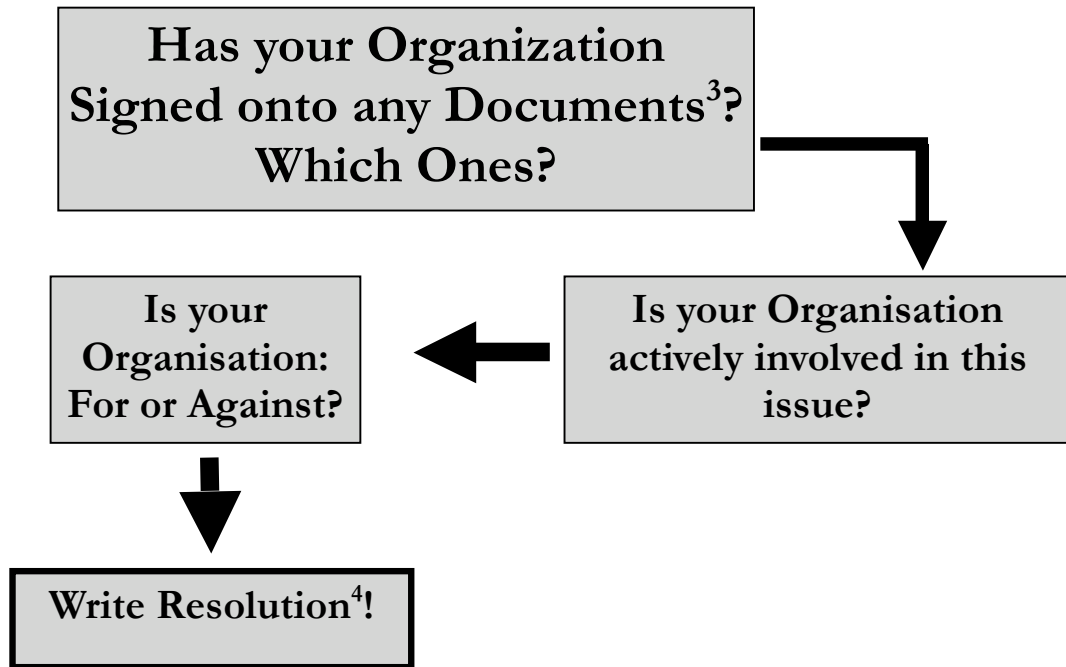 Has your Organization
Signed onto any Documents³?
Which Ones?
Is your Organisation
actively involved in this
issue?
Is your
Organisation:
For or Against?
Write Resolution⁴!